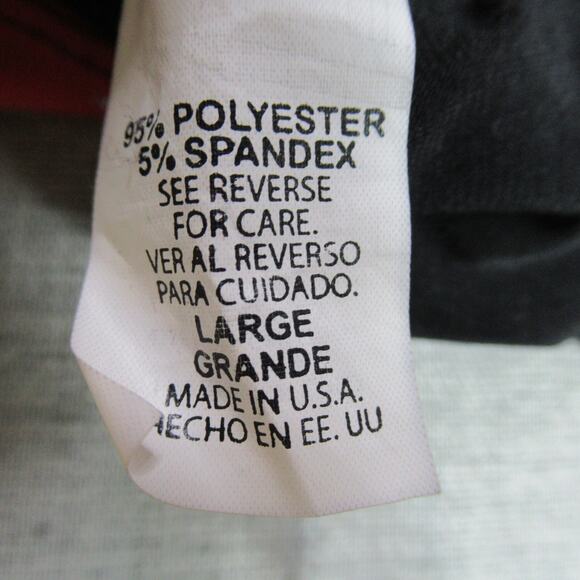 95% POLYESTER
5% SPANDEX
SEE REVERSE
FOR CARE.
VER AL REVERSO
PARA CUIDADO.
LARGE
GRANDE
MADE IN U.S.A.
HECHO EN EE. UU